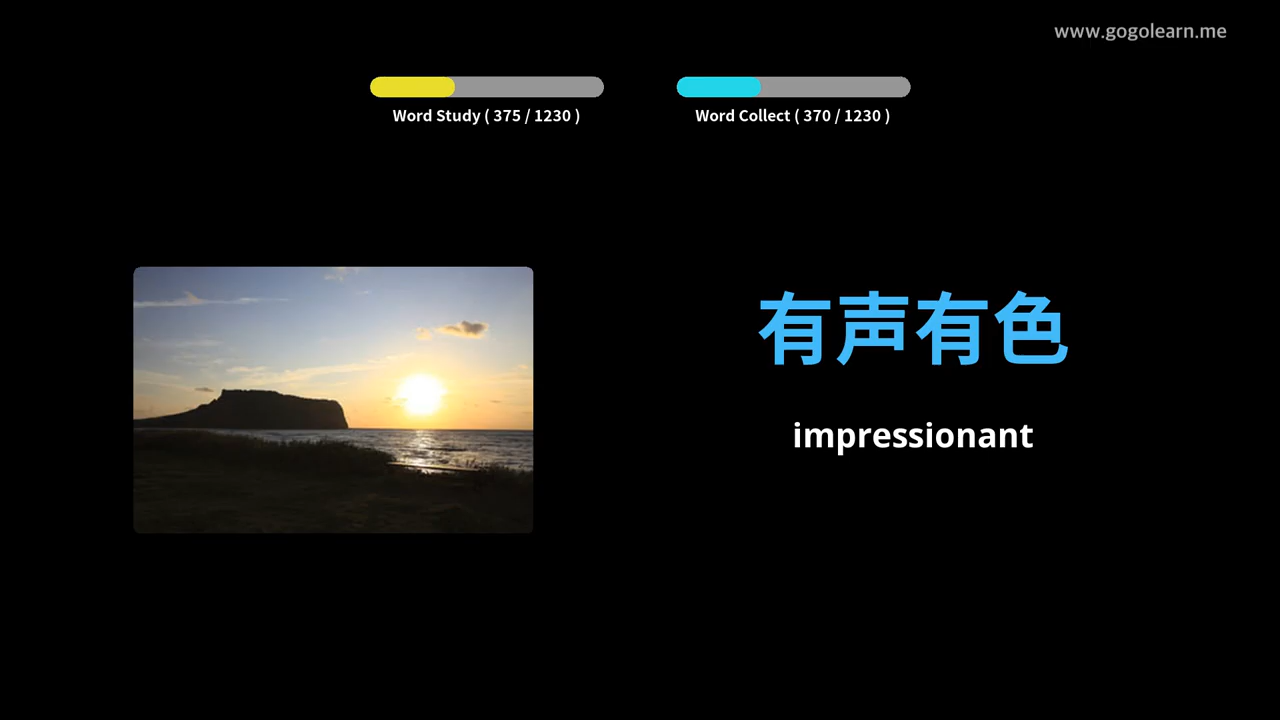 www.gogolearn.me
Word Study ( 375 / 1230 )
Word Collect ( 370 / 1230 )
有声有色
impressionant